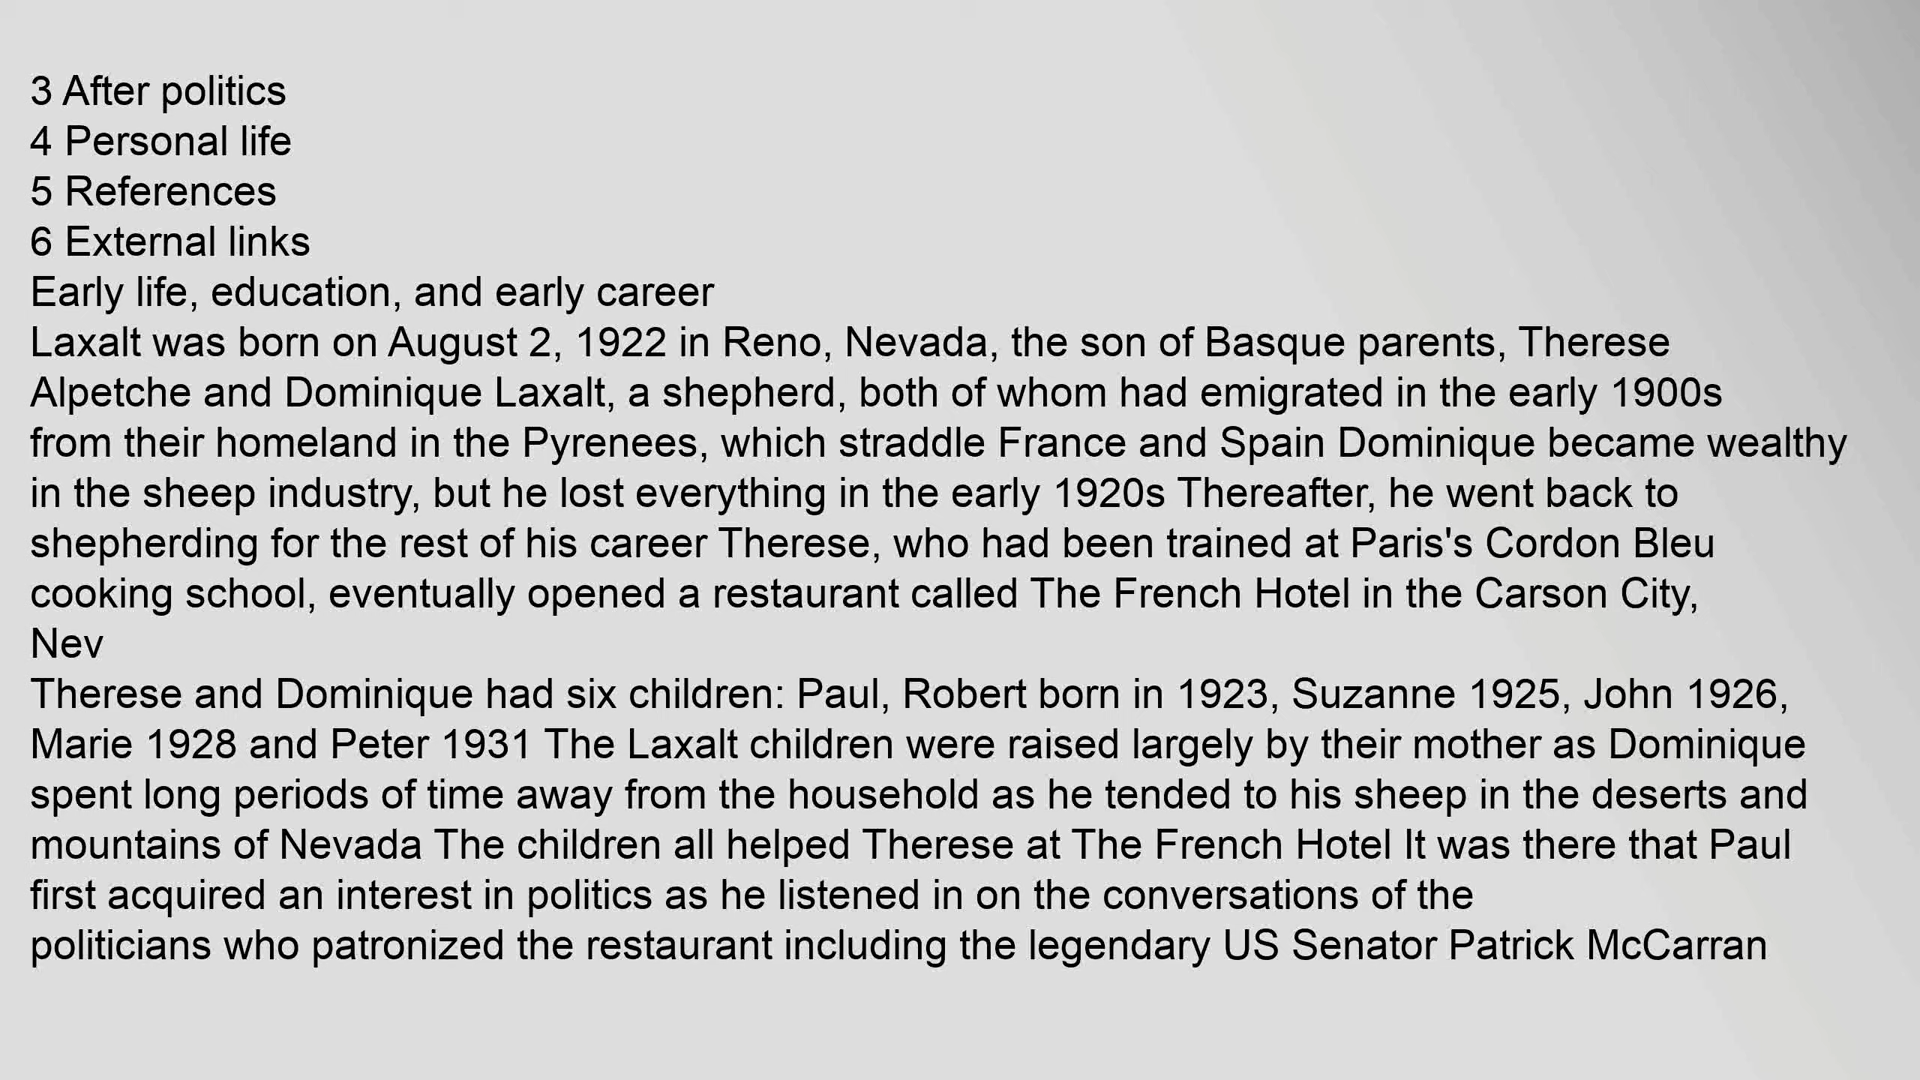 3 After politics
4 Personal life
5 References
6 External links
Early life, education, and early career
Laxalt was born on August 2, 1922 in Reno, Nevada, the son of Basque parents, Therese
Alpetche and Dominique Laxalt, a shepherd, both of whom had emigrated in the early 1900s
from their homeland in the Pyrenees, which straddle France and Spain Dominique became wealthy
in the sheep industry, but he lost everything in the early 1920s Thereafter, he went back to
shepherding for the rest of his career Therese, who had been trained at Paris's Cordon Bleu
cooking school, eventually opened a restaurant called The French Hotel in the Carson City,
Nev
Therese and Dominique had six children: Paul, Robert born in 1923, Suzanne 1925, John 1926,
Marie 1928 and Peter 1931 The Laxalt children were raised largely by their mother as Dominique
spent long periods of time away from the household as he tended to his sheep in the deserts and
mountains of Nevada The children all helped Therese at The French Hotel It was there that Paul
first acquired an interest in politics as he listened in on the conversations of the
politicians who patronized the restaurant including the legendary US Senator Patrick McCarran